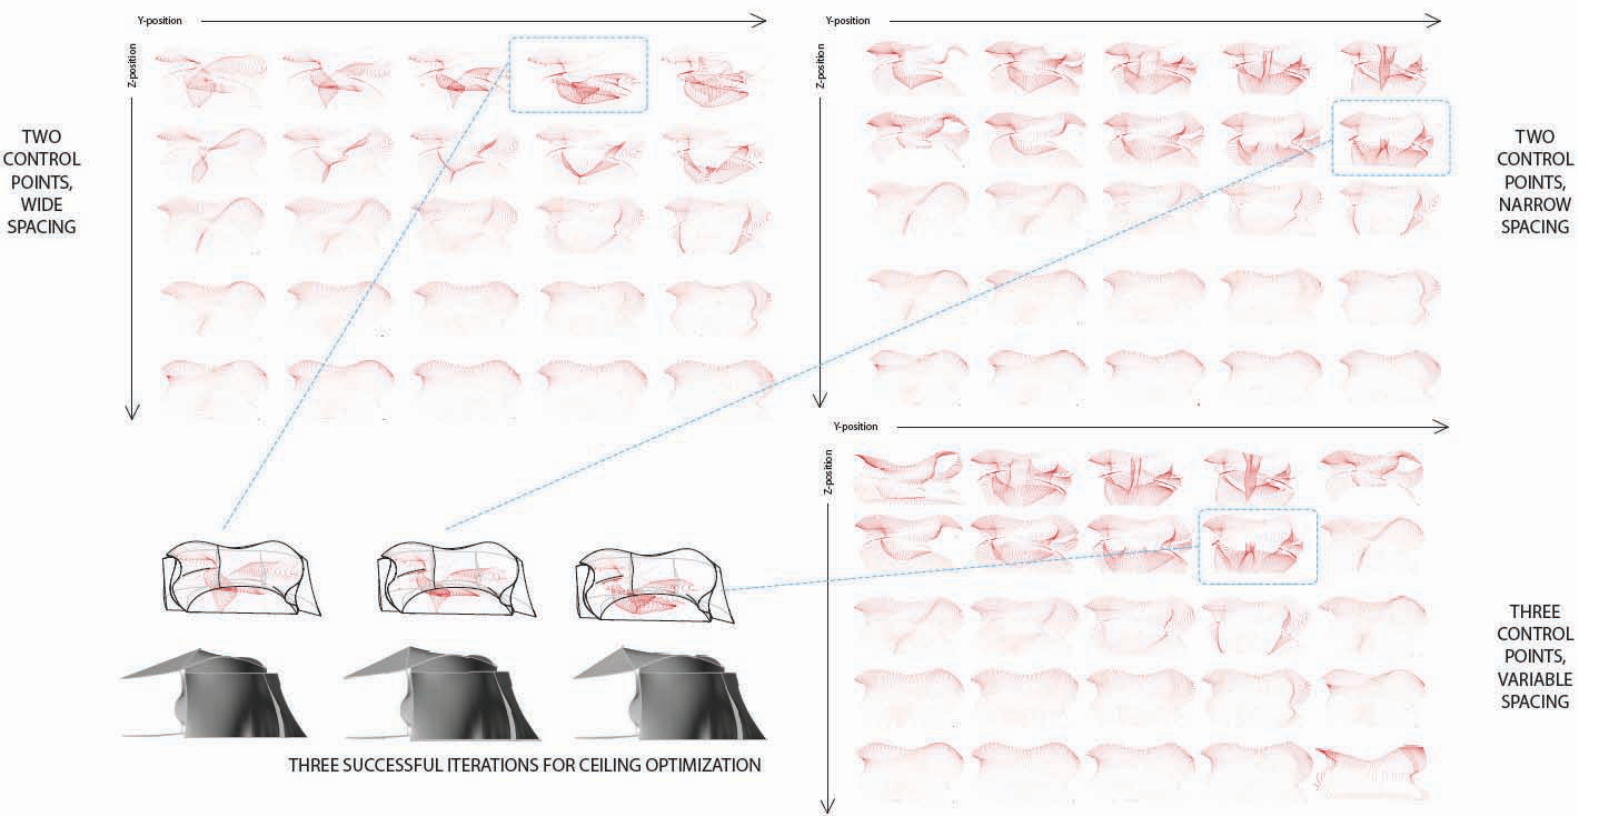 Y-position
Z-position
TWO
CONTROL
POINTS,
WIDE
SPACING
Y-position
Z-position
TWO
CONTROL
POINTS,
NARROW
SPACING
Y-position
Z-position
THREE
CONTROL
POINTS,
VARIABLE
SPACING
THREE SUCCESSFUL ITERATIONS FOR CEILING OPTIMIZATION